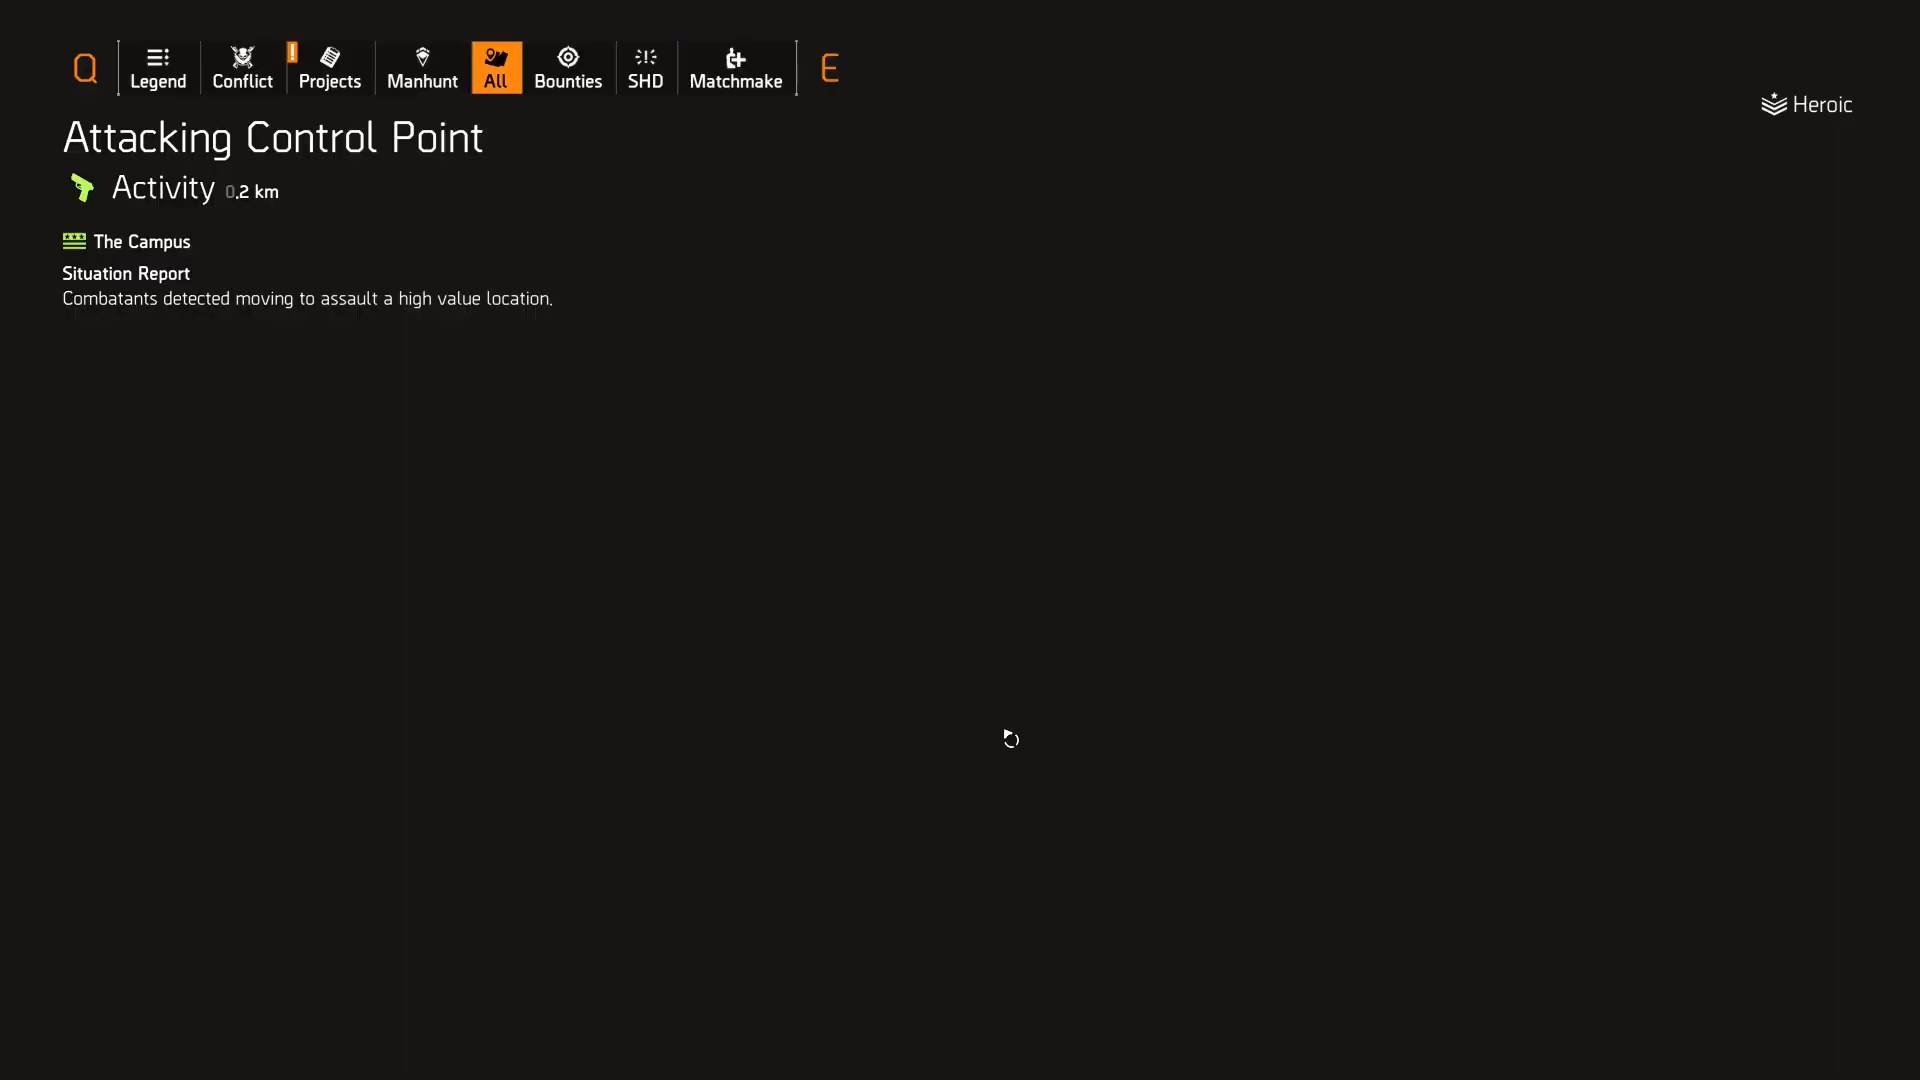 Q Legend Conflict ! Projects Manhunt All Bounties SHD Matchmake E
Heroic
Attacking Control Point
Activity 0.2 km
The Campus
Situation Report
Combatants detected moving to assault a high value location.